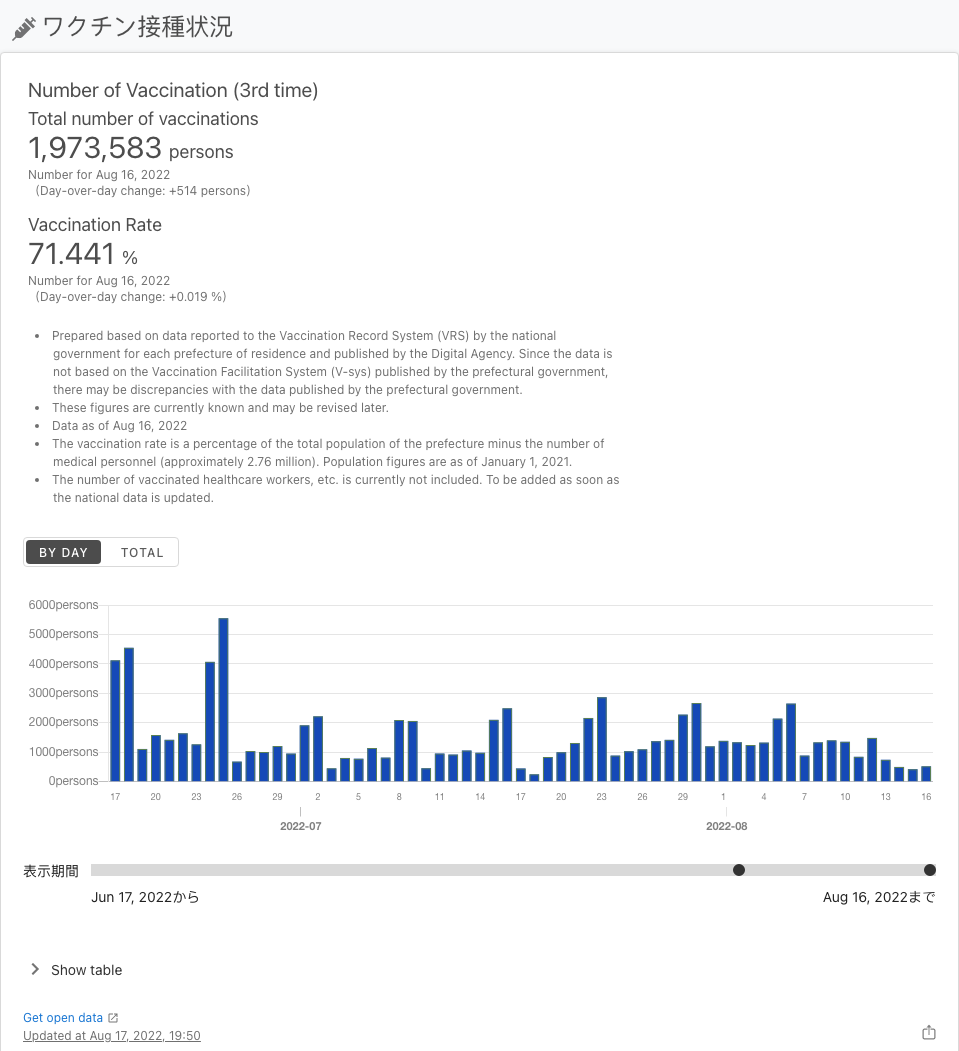 ワクチン接種状況
Number of Vaccination (3rd time)
Total number of vaccinations
1,973,583 persons
Number for Aug 16, 2022
(Day-over-day change: +514 persons)
Vaccination Rate
71.441 %
Number for Aug 16, 2022
(Day-over-day change: +0.019 %)
• Prepared based on data reported to the Vaccination Record System (VRS) by the national
government for each prefecture of residence and published by the Digital Agency. Since the data is
not based on the Vaccination Facilitation System (V-sys) published by the prefectural government,
there may be discrepancies with the data published by the prefectural government.
• These figures are currently known and may be revised later.
• Data as of Aug 16, 2022
• The vaccination rate is a percentage of the total population of the prefecture minus the number of
medical personnel (approximately 2.76 million). Population figures are as of January 1, 2021.
• The number of vaccinated healthcare workers, etc. is currently not included. To be added as soon as
the national data is updated.
BY DAY TOTAL
6000persons
5000persons
4000persons
3000persons
2000persons
1000persons
0persons
17 20 23 26 29 2 5 8 11 14 17 20 23 26 29 1 4 7 10 13 16
2022-07 2022-08
表示期間
Jun 17, 2022から Aug 16, 2022まで
Show table
Get open data
Updated at Aug 17, 2022, 19:50